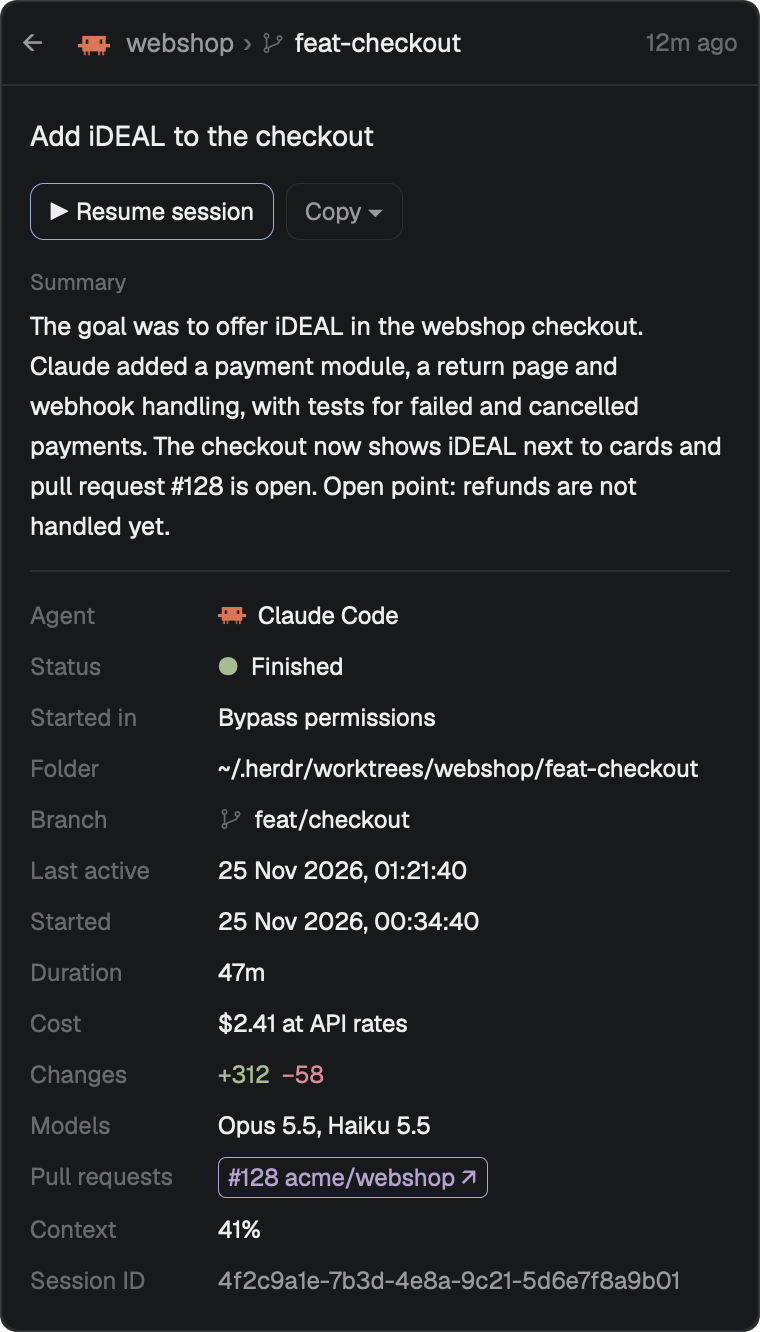 webshop › feat-checkout 12m ago
Add iDEAL to the checkout
Resume session Copy
Summary
The goal was to offer iDEAL in the webshop checkout.
Claude added a payment module, a return page and
webhook handling, with tests for failed and cancelled
payments. The checkout now shows iDEAL next to cards and
pull request #128 is open. Open point: refunds are not
handled yet.
Agent Claude Code
Status Finished
Started in Bypass permissions
Folder ~/.herdr/worktrees/webshop/feat-checkout
Branch feat/checkout
Last active 25 Nov 2026, 01:21:40
Started 25 Nov 2026, 00:34:40
Duration 47m
Cost $2.41 at API rates
Changes +312 −58
Models Opus 5.5, Haiku 5.5
Pull requests #128 acme/webshop
Context 41%
Session ID 4f2c9a1e-7b3d-4e8a-9c21-5d6e7f8a9b01